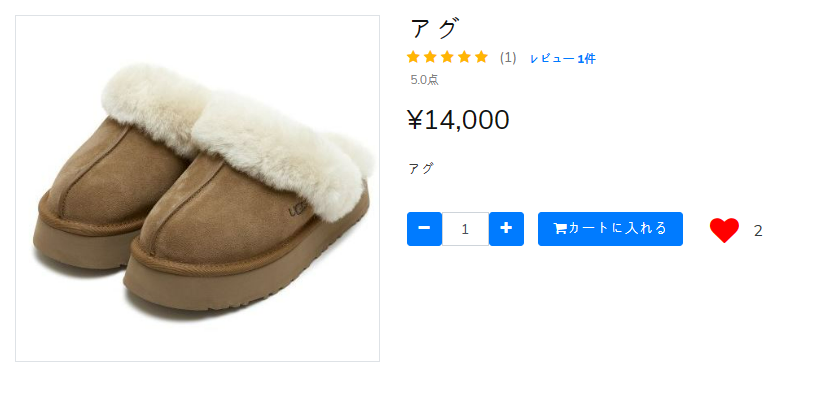 アグ
(1) レビュー 1件
5.0点
¥14,000
アグ
1
カートに入れる
2